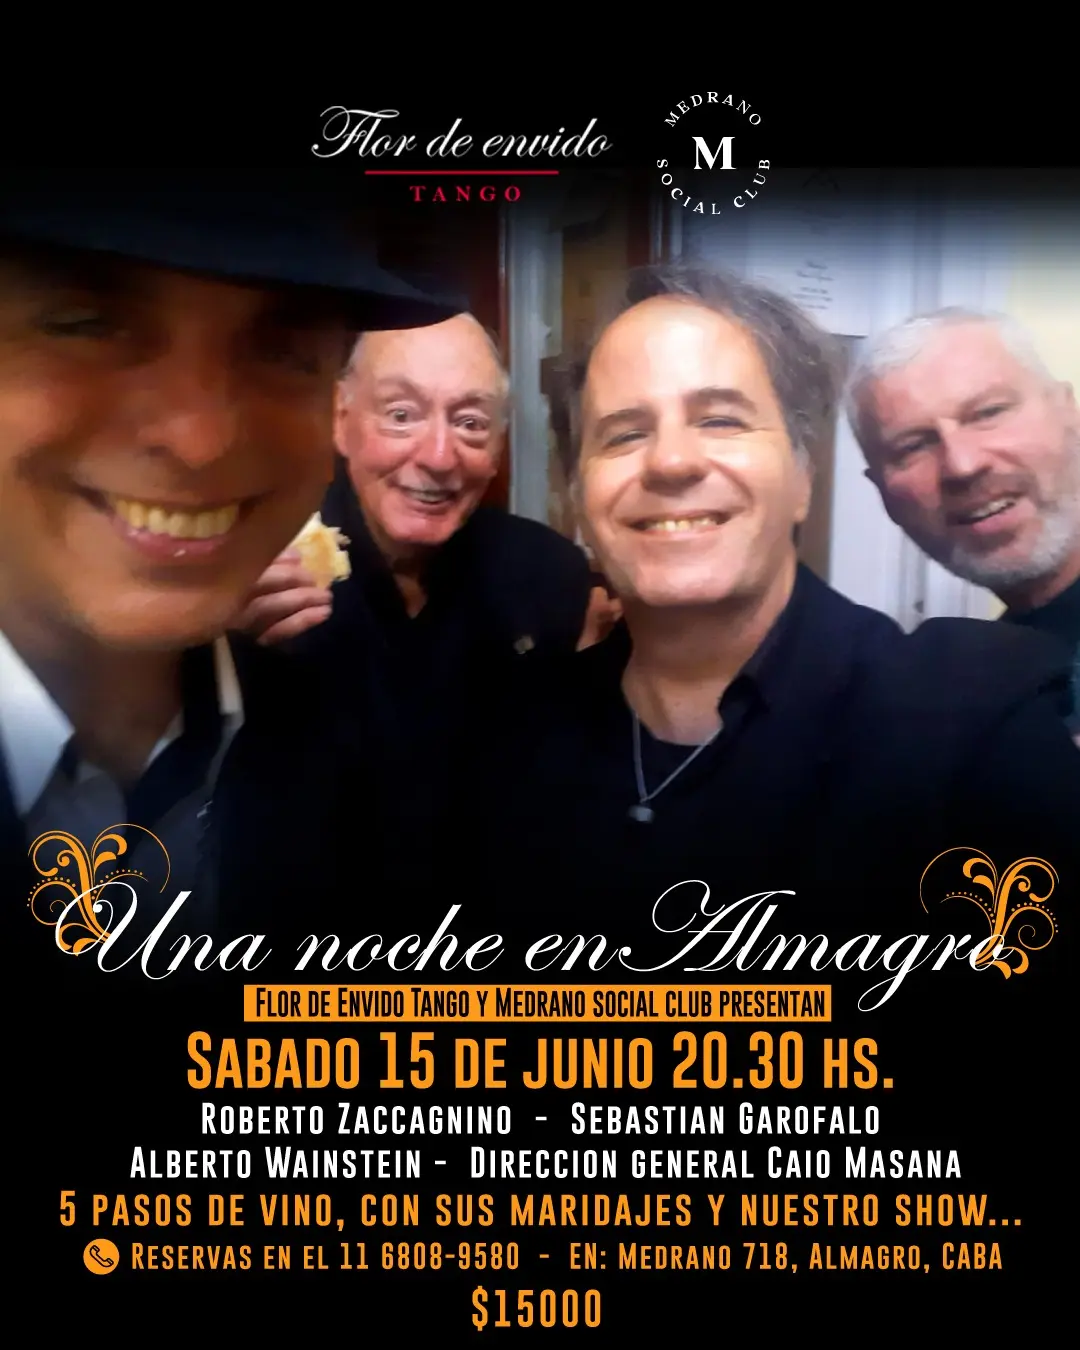 Flor de envido
TANGO
MEDRANO
M
SOCIAL CLUB
Una noche en Almagro
FLOR DE ENVIDO TANGO Y MEDRANO SOCIAL CLUB PRESENTAN
SABADO 15 DE JUNIO 20.30 HS.
ROBERTO ZACCAGNINO - SEBASTIAN GAROFALO
ALBERTO WAINSTEIN - DIRECCION GENERAL CAIO MASANA
5 PASOS DE VINO, CON SUS MARIDAJES Y NUESTRO SHOW...
RESERVAS EN EL 11 6808-9580 - EN: MEDRANO 718, ALMAGRO, CABA
$15000